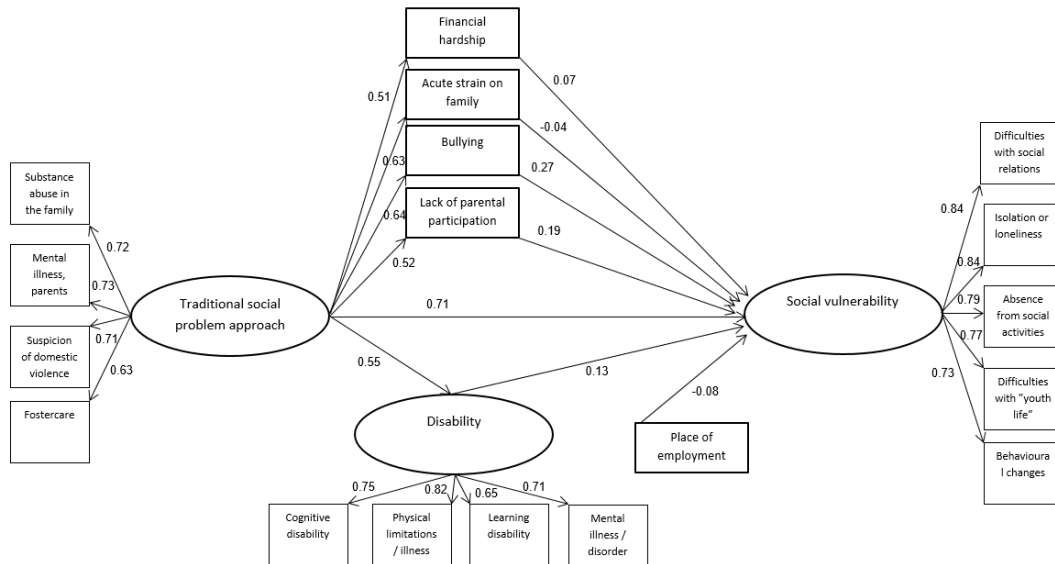 Financial
hardship
0.07
0.51
Acute strain on
family
-0.04
Bullying
0.63
0.27
Lack of parental
participation
0.64
0.19
0.52
Substance
abuse in
the family
0.72
Mental
illness,
parents
0.73
Suspicion of
domestic
violence
0.71
0.63
Fostercare
Traditional social
problem approach
0.71
0.55
0.13
-0.08
Disability
Place of
employment
0.75
0.82
0.65
0.71
Cognitive
disability
Physical
limitations
/ illness
Learning
disability
Mental
illness /
disorder
Social vulnerability
0.84
Difficulties
with social
relations
0.84
Isolation or
loneliness
0.79
Absence
from social
activities
0.77
Difficulties
with ”youth
life”
0.73
Behavioura
l changes